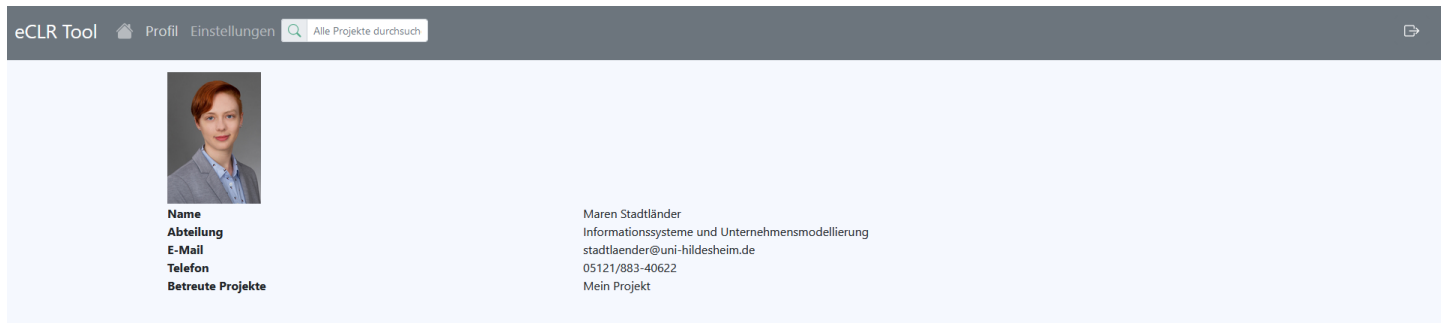 eCLR Tool Profil Einstellungen Alle Projekte durchsuch
Name Maren Stadtländer
Abteilung Informationssysteme und Unternehmensmodellierung
E-Mail stadtlaender@uni-hildesheim.de
Telefon 05121/883-40622
Betreute Projekte Mein Projekt